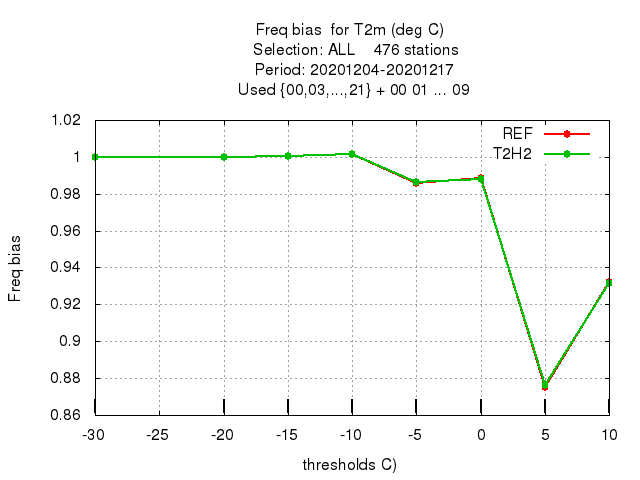 Freq bias  for T2m (deg C)
Selection: ALL    476 stations
Period: 20201204-20201217
Used {00,03,...,21} + 00 01 ... 09
1.02
1
0.98
0.96
0.94
0.92
0.9
0.88
0.86
Freq bias
REF
T2H2
-30 -25 -20 -15 -10 -5 0 5 10
thresholds C)